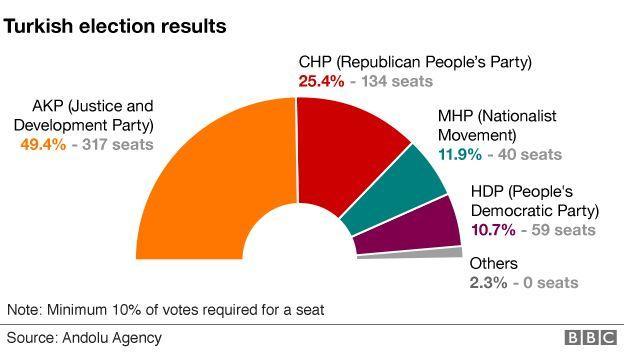 Turkish election results
CHP (Republican People's Party)
25.4% - 134 seats
AKP (Justice and
Development Party)
49.4% - 317 seats
MHP (Nationalist
Movement)
11.9% - 40 seats
HDP (People's
Democratic Party)
10.7% - 59 seats
Others
2.3% - 0 seats
Note: Minimum 10% of votes required for a seat
Source: Andolu Agency
BBC